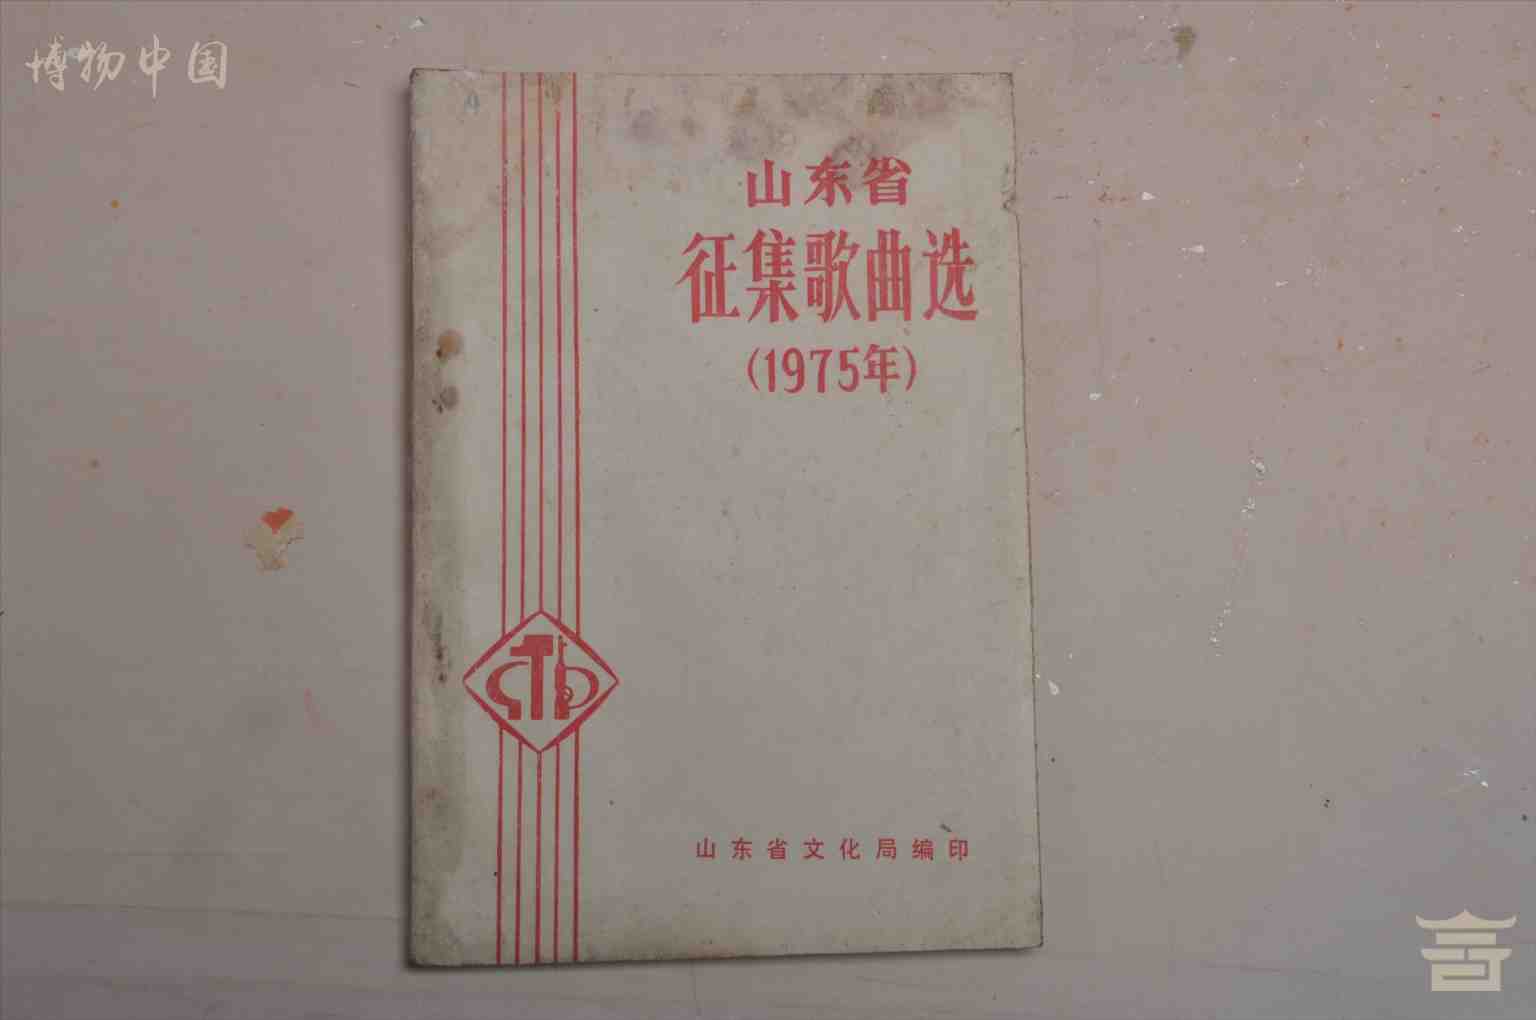 博物中国
山东省
征集歌曲选
(1975年)
山东省文化局编印